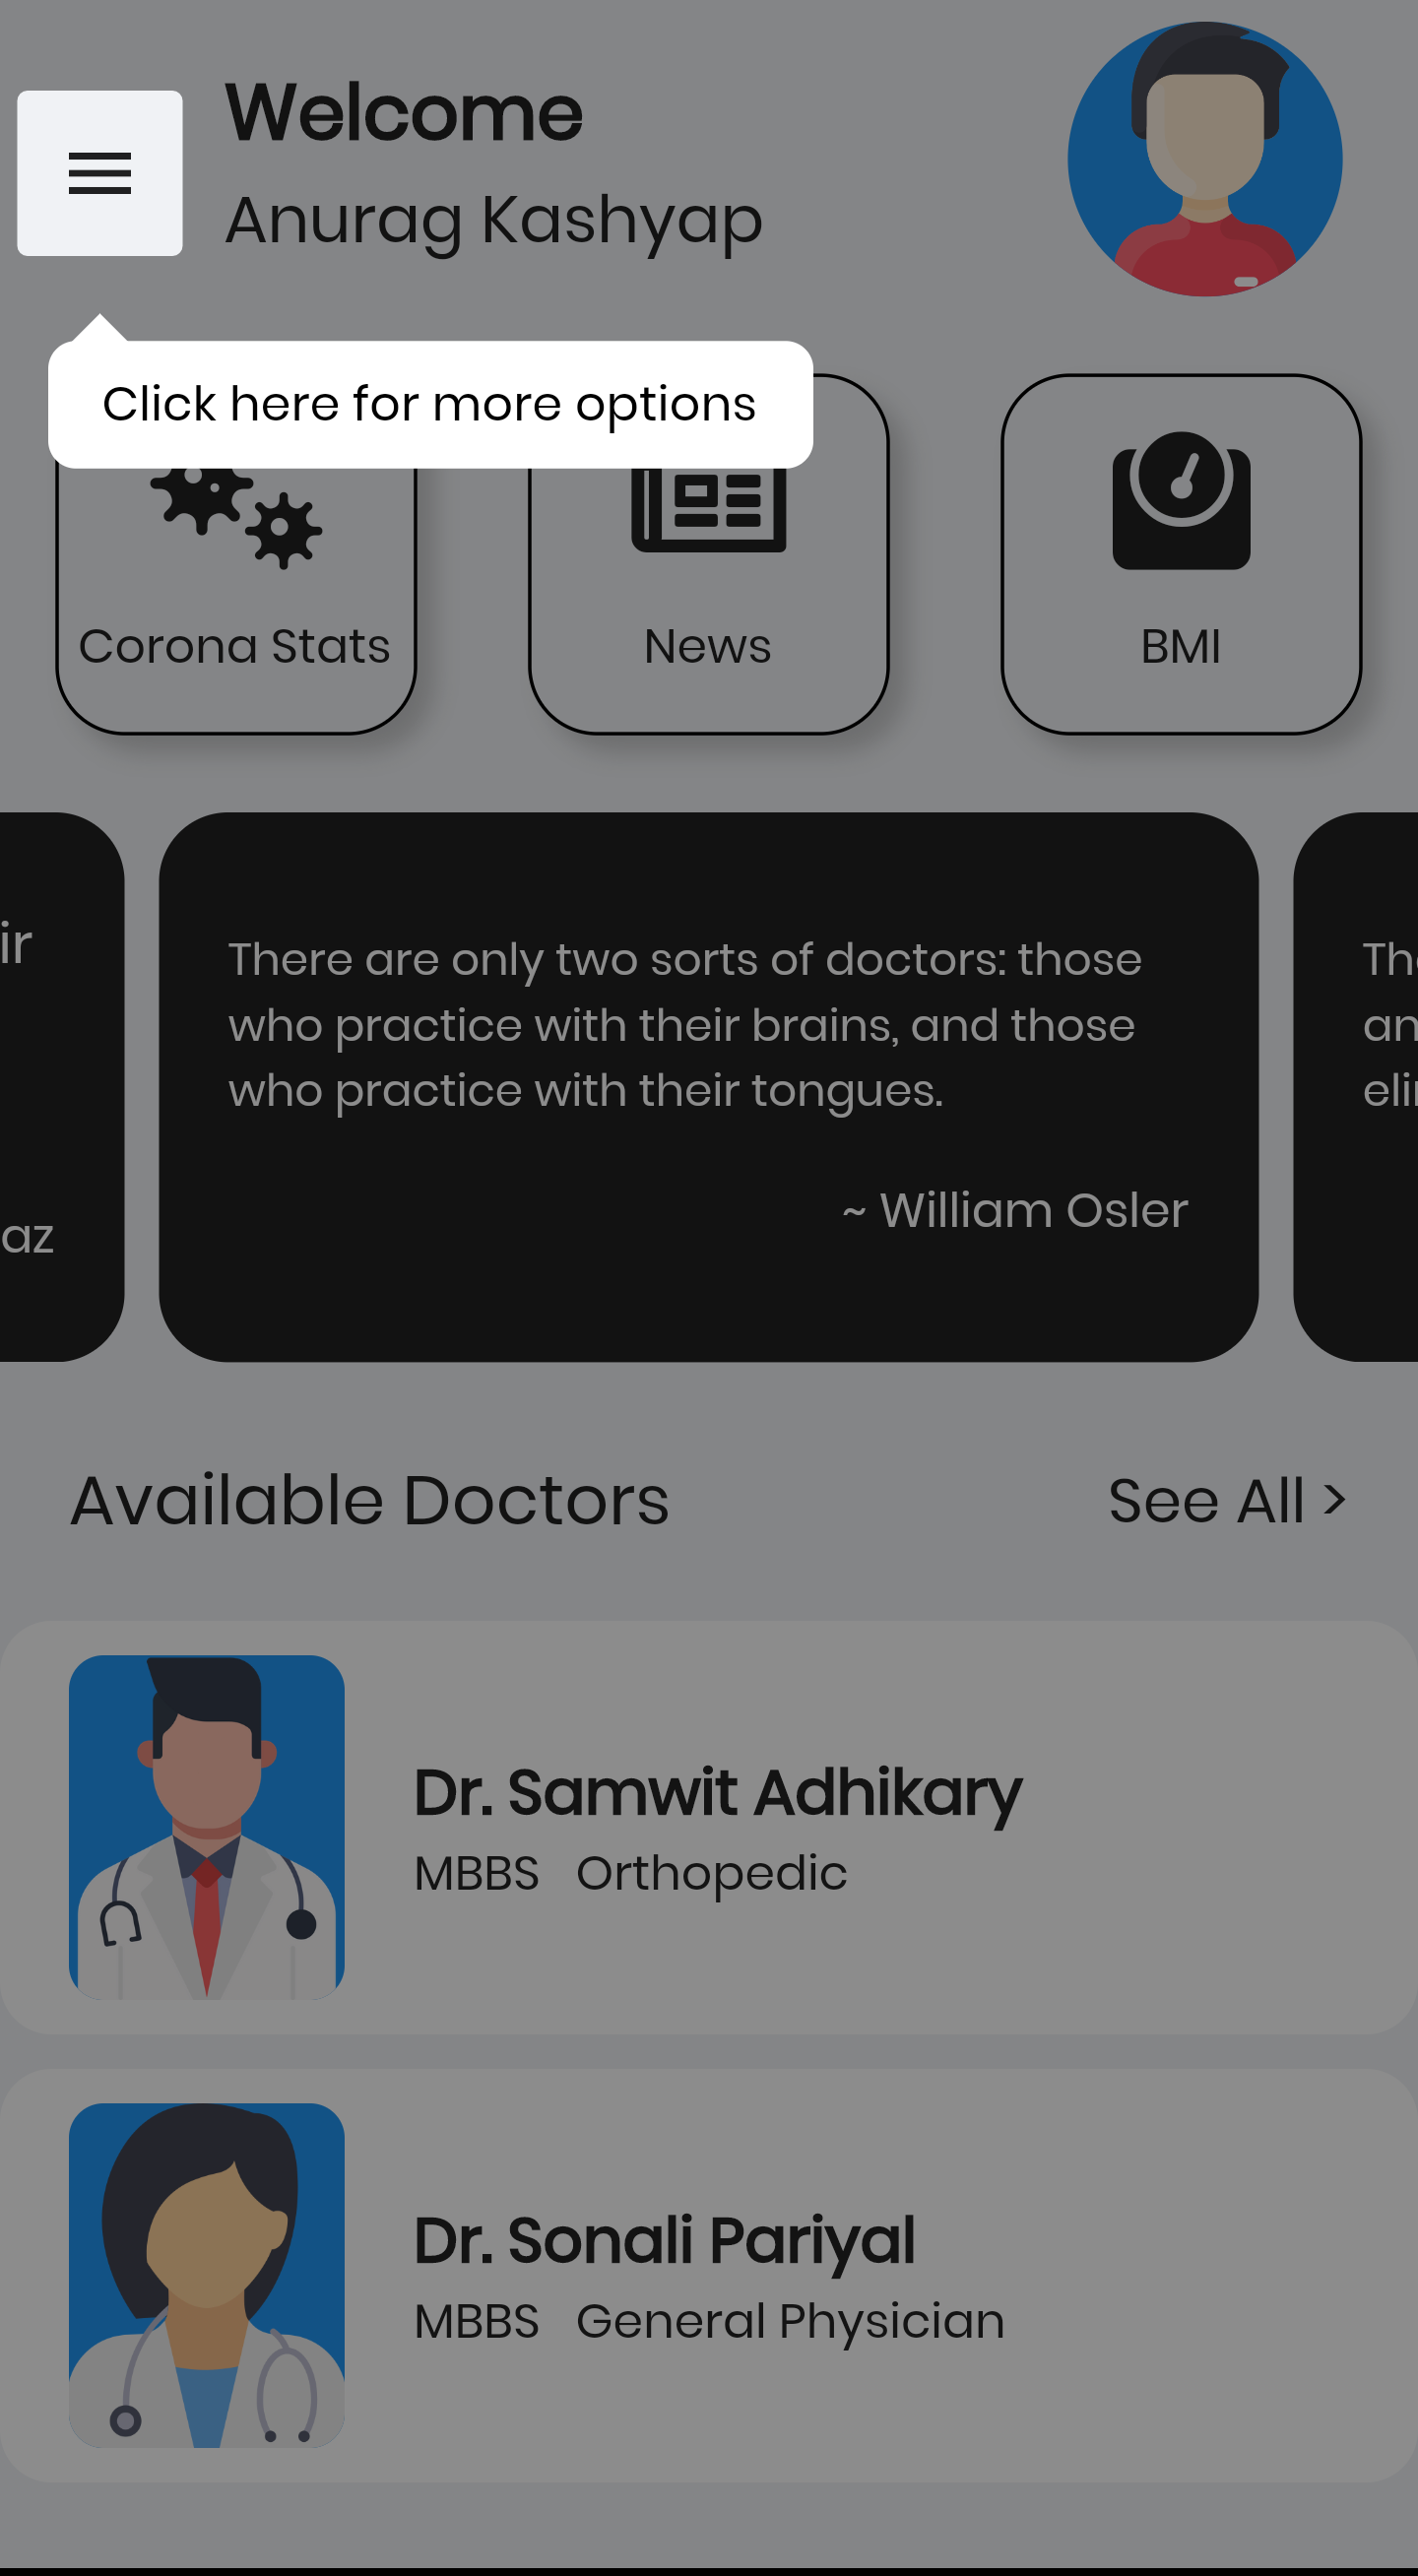 Welcome
Anurag Kashyap
Click here for more options
Corona Stats
News
BMI
ir
az
There are only two sorts of doctors: those
who practice with their brains, and those
who practice with their tongues.
~ William Osler
an
Available Doctors
See All >
Dr. Samwit Adhikary
MBBS Orthopedic
Dr. Sonali Pariyal
MBBS General Physician